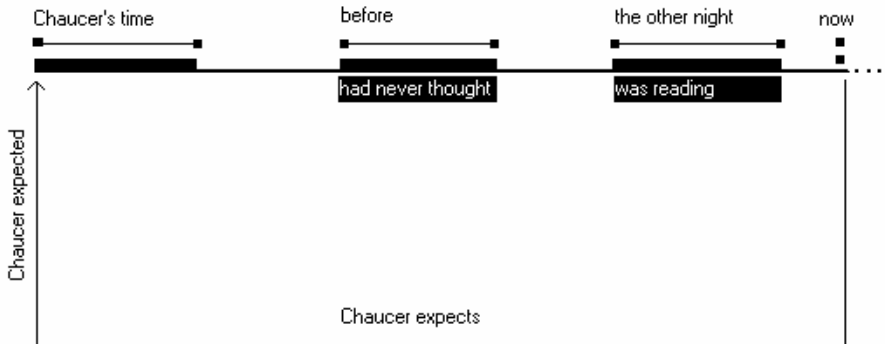 Chaucer's time
before
the other night
now
had never thought
was reading
Chaucer expected
Chaucer expects